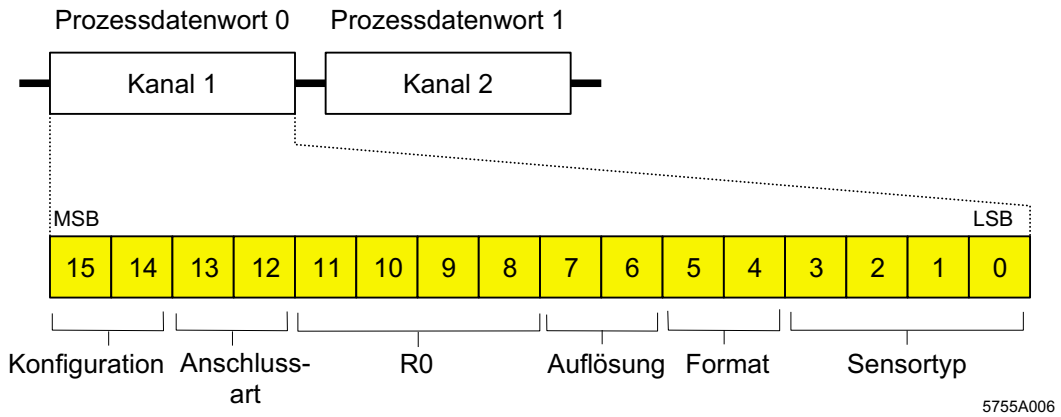 Prozessdatenwort 0 Prozessdatenwort 1
Kanal 1 Kanal 2
MSB LSB
15 14 13 12 11 10 9 8 7 6 5 4 3 2 1 0
Konfiguration Anschluss- R0 Auflösung Format Sensortyp
art
5755A006